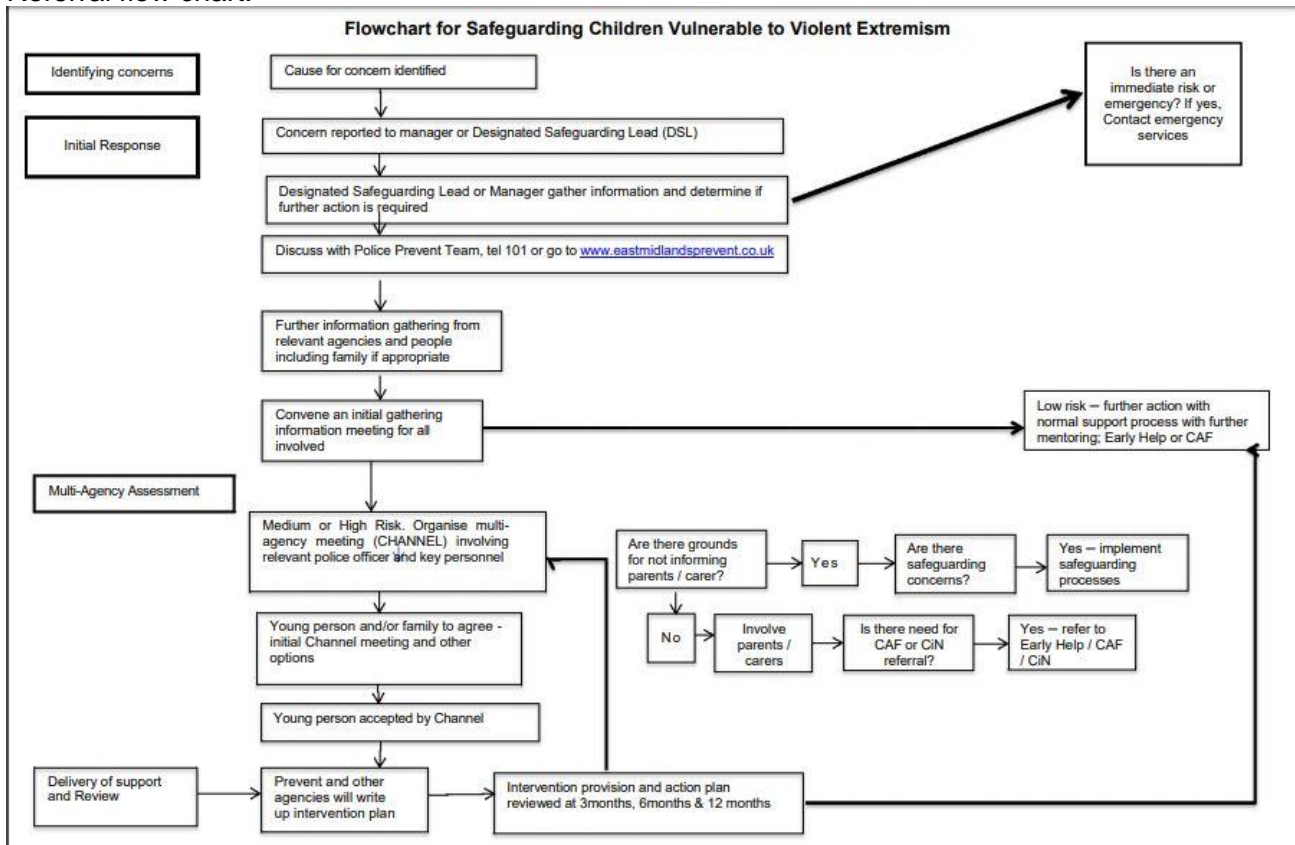 Flowchart for Safeguarding Children Vulnerable to Violent Extremism
Identifying concerns
Cause for concern identified
Is there an
immediate risk or
emergency? If yes,
Contact emergency
services
Initial Response
Concern reported to manager or Designated Safeguarding Lead (DSL)
Designated Safeguarding Lead or Manager gather information and determine if
further action is required
Discuss with Police Prevent Team, tel 101 or go to www.eastmidlandsprevent.co.uk
Further information gathering from
relevant agencies and people
including family if appropriate
Convene an initial gathering
information meeting for all
involved
Low risk – further action with
normal support process with further
mentoring; Early Help or CAF
Multi-Agency Assessment
Medium or High Risk. Organise multi-
agency meeting (CHANNEL) involving
relevant police officer and key personnel
Are there grounds
for not informing
parents / carer?
Yes
Are there
safeguarding
concerns?
Yes – implement
safeguarding
processes
No
Involve
parents /
carers
Is there need for
CAF or CiN
referral?
Yes – refer to
Early Help / CAF
/ CiN
Young person and/or family to agree -
initial Channel meeting and other
options
Young person accepted by Channel
Delivery of support
and Review
Prevent and other
agencies will write
up intervention plan
Intervention provision and action plan
reviewed at 3months, 6months & 12 months